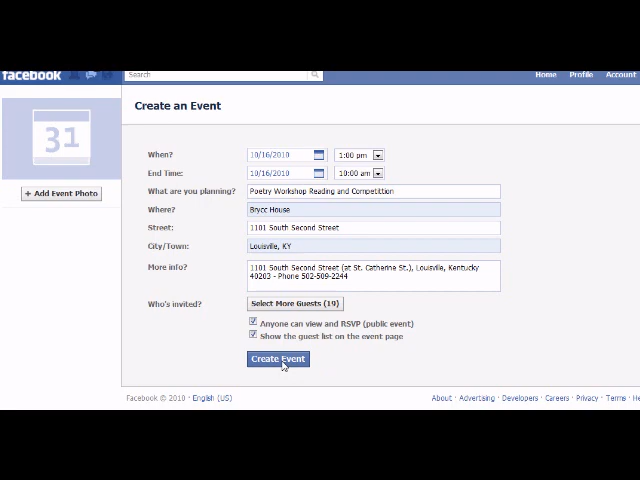 facebook
Search
Home Profile Account
31
+ Add Event Photo
Create an Event
When? 10/16/2010 1:00 pm
End Time: 10/16/2010 10:00 am
What are you planning? Poetry Workshop Reading and Competittion
Where? Brycc House
Street: 1101 South Second Street
City/Town: Louisville, KY
More info? 1101 South Second Street (at St. Catherine St.), Louisville, Kentucky
40203 - Phone 502-509-2244
Who's invited? Select More Guests (19)
Anyone can view and RSVP (public event)
Show the guest list on the event page
Create Event
Facebook © 2010 · English (US)
About · Advertising · Developers · Careers · Privacy · Terms · He